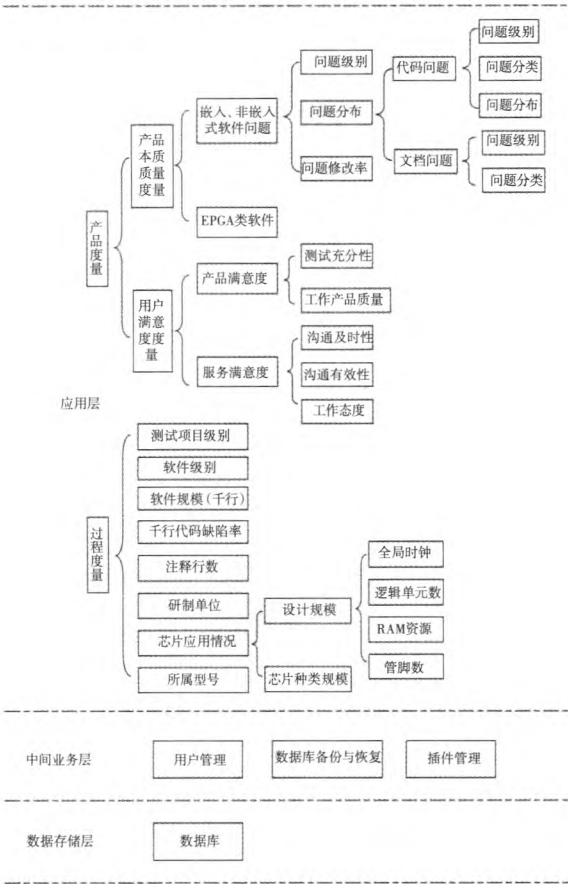 问题级别
问题级别
代码问题
问题分类
嵌入、非嵌入
式软件问题
问题分布
问题分布
产品
本质
质量
度量
问题级别
问题修改率
文档问题
问题分类
EPGA类软件
产品度量
测试充分性
产品满意度
用户
满意
度度
量
工作产品质量
沟通及时性
服务满意度
沟通有效性
应用层
工作态度
测试项目级别
软件级别
软件规模(千行)
千行代码缺陷率
过程度量
注释行数
全局时钟
研制单位
设计规模
逻辑单元数
芯片应用情况
RAM资源
所属型号
芯片种类规模
管脚数
中间业务层
用户管理
数据库备份与恢复
插件管理
数据存储层
数据库